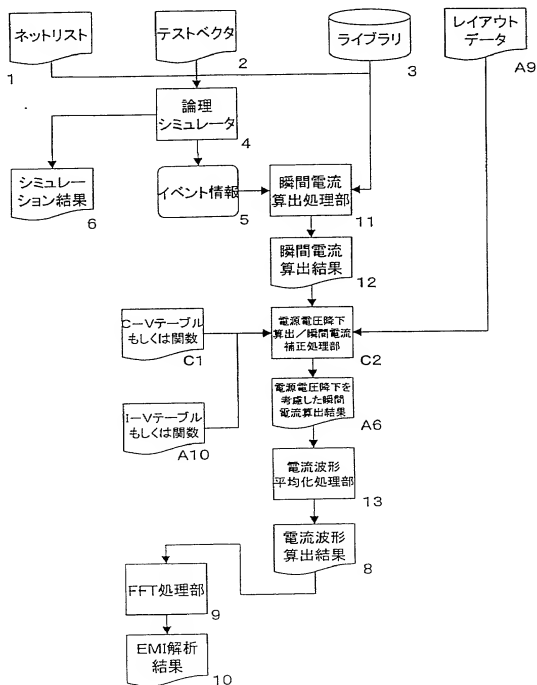 ネットリスト
1
テストベクタ
2
ライブラリ
3
レイアウト
データ
A9
論理
シミュレータ
4
シミュレー
ション結果
6
イベント情報
5
瞬間電流
算出処理部
11
瞬間電流
算出結果
12
C−Vテーブル
もしくは関数
C1
電源電圧降下
算出/瞬間電流
補正処理部
C2
I−Vテーブル
もしくは関数
A10
電源電圧降下を
考慮した瞬間
電流算出結果
A6
電流波形
平均化処理部
13
電流波形
算出結果
8
FFT処理部
9
EMI解析
結果
10